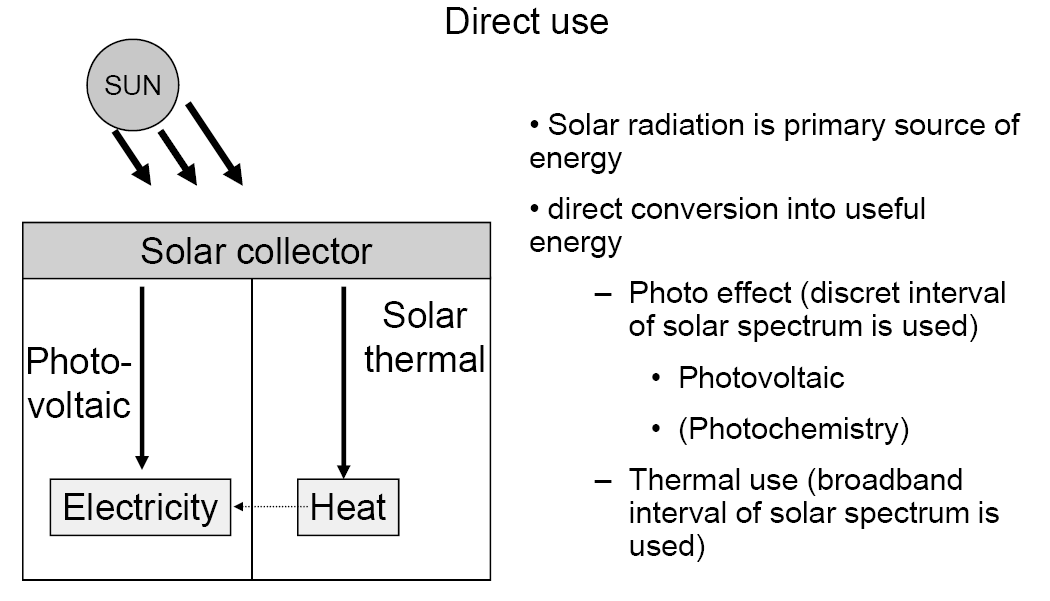 Direct use
SUN
Solar collector
Photo-
voltaic
Solar
thermal
Electricity
Heat
• Solar radiation is primary source of
energy
• direct conversion into useful
energy
– Photo effect (discret interval
of solar spectrum is used)
• Photovoltaic
• (Photochemistry)
– Thermal use (broadband
interval of solar spectrum is
used)